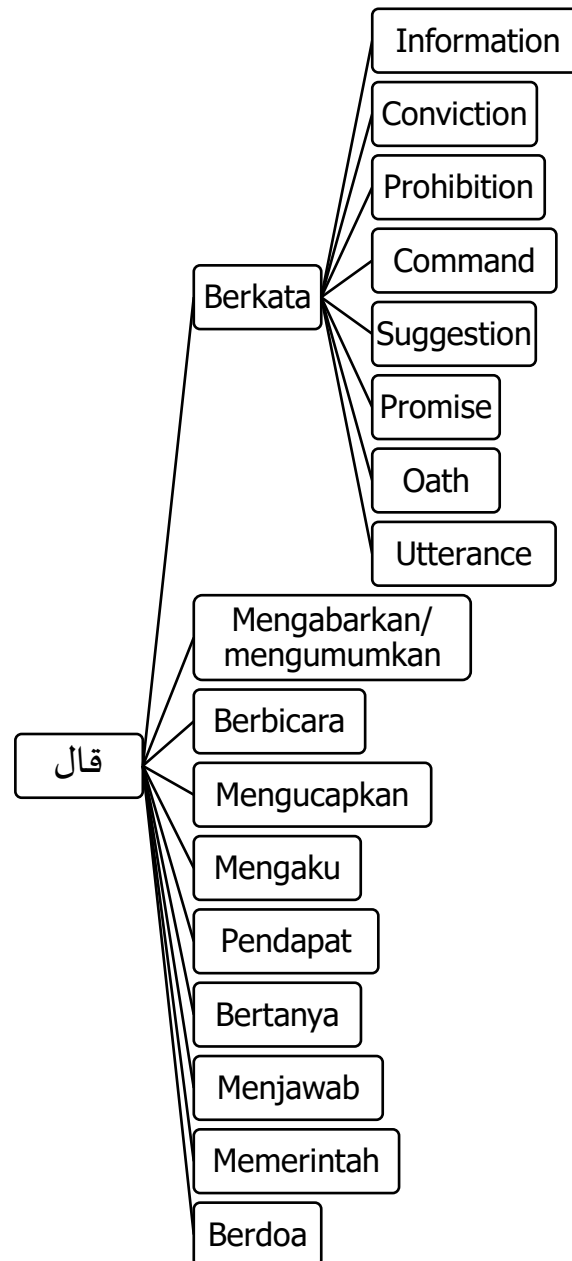 Information
Conviction
Prohibition
Command
Berkata
Suggestion
Promise
Oath
Utterance
Mengabarkan/
mengumumkan
Berbicara
قال
Mengucapkan
Mengaku
Pendapat
Bertanya
Menjawab
Memerintah
Berdoa